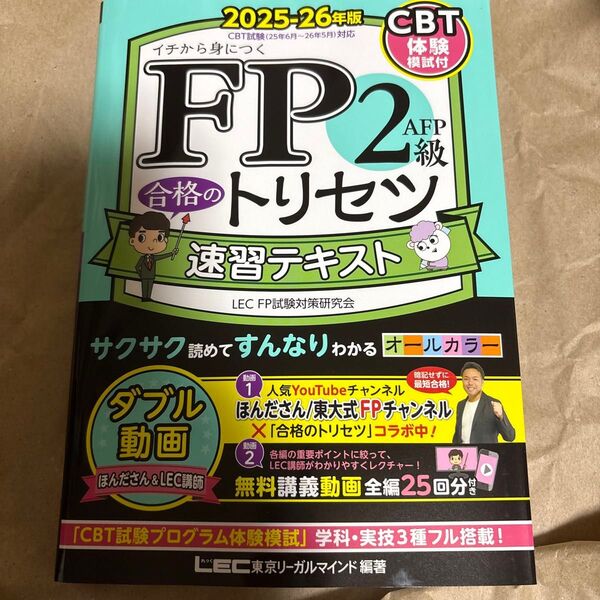 2025-26年版
CBT試験(25年6月～26年5月)対応
CBT
体験
模試付
イチから身につく
FP2級
AFP
合格の
トリセツ
速習テキスト
LEC FP試験対策研究会
サクサク読めてすんなりわかる
オールカラー
ダブル
動画
ほんださん&LEC講師
動画1
人気YouTubeチャンネル
ほんださん/東大式FPチャンネル
×「合格のトリセツ」コラボ中!
暗記せずに
最短合格!
動画2
各編の重要ポイントに絞って、
LEC講師がわかりやすくレクチャー!
無料講義動画全編25回分付き
「CBT試験プログラム体験模試」学科・実技3種フル搭載!
れっく
LEC東京リーガルマインド 編著